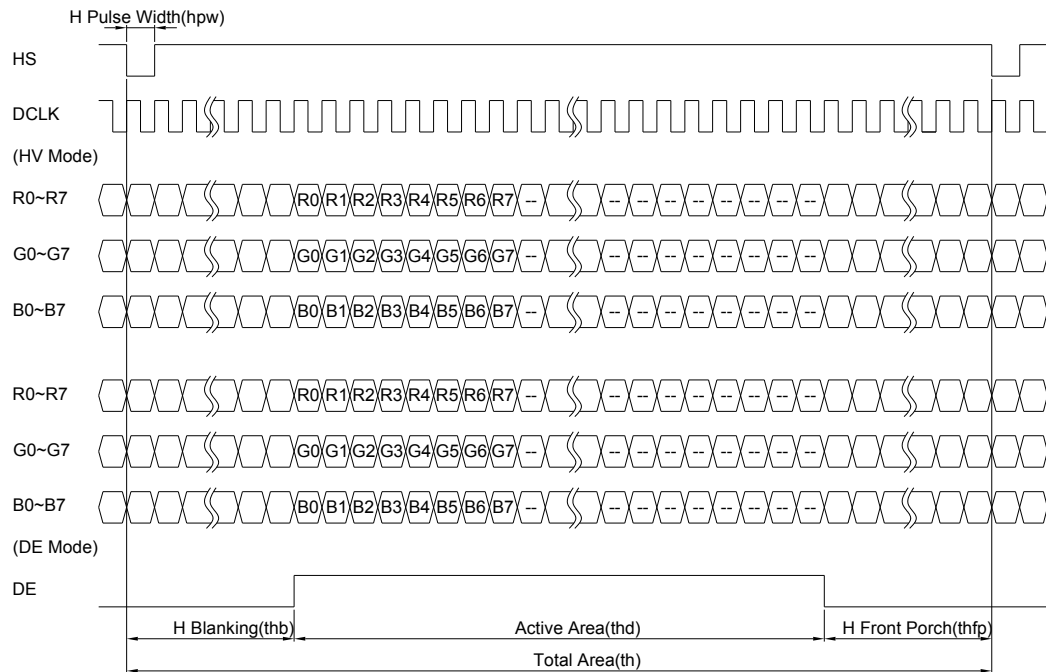 H Pulse Width(hpw)
HS
DCLK
(HV Mode)
R0~R7 R0 R1 R2 R3 R4 R5 R6 R7 -- -- -- -- -- -- -- -- --
G0~G7 G0 G1 G2 G3 G4 G5 G6 G7 -- -- -- -- -- -- -- -- --
B0~B7 B0 B1 B2 B3 B4 B5 B6 B7 -- -- -- -- -- -- -- -- --
R0~R7 R0 R1 R2 R3 R4 R5 R6 R7 -- -- -- -- -- -- -- -- --
G0~G7 G0 G1 G2 G3 G4 G5 G6 G7 -- -- -- -- -- -- -- -- --
B0~B7 B0 B1 B2 B3 B4 B5 B6 B7 -- -- -- -- -- -- -- -- --
(DE Mode)
DE
H Blanking(thb) Active Area(thd) H Front Porch(thfp)
Total Area(th)